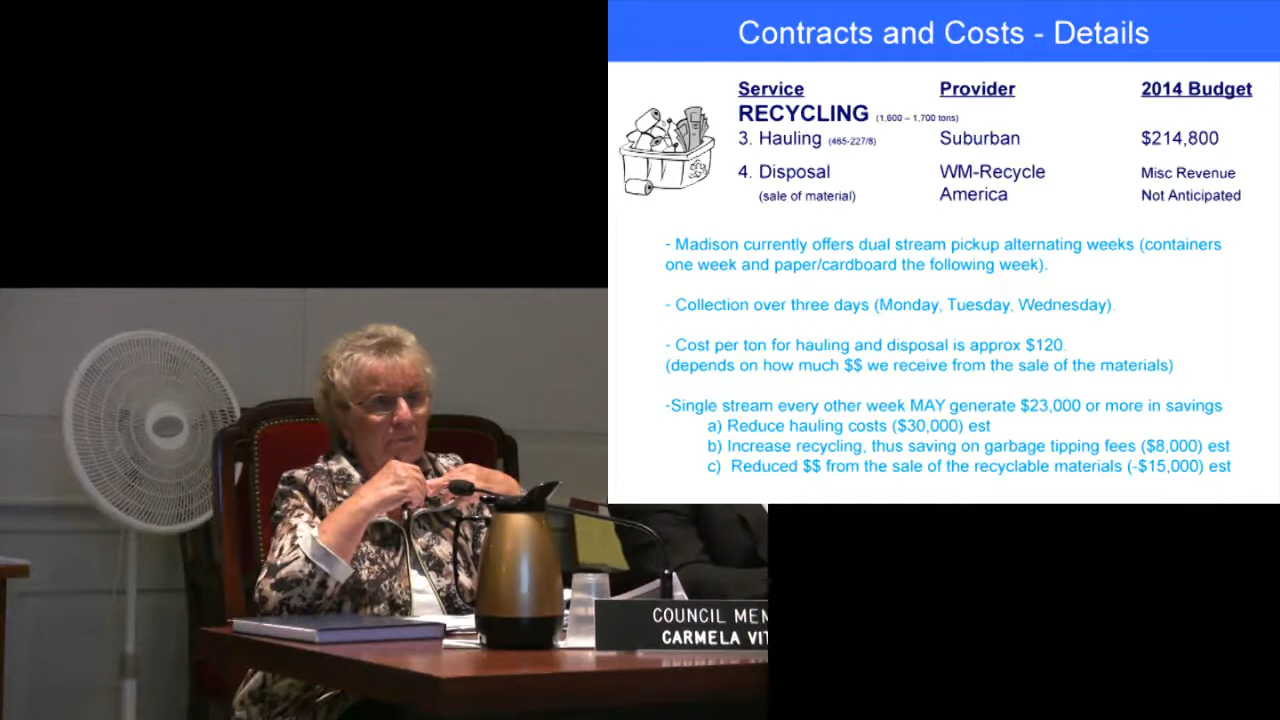 Contracts and Costs - Details
Service Provider 2014 Budget
RECYCLING (1,600 – 1,700 tons)
3. Hauling (465-227/8) Suburban $214,800
4. Disposal WM-Recycle Misc Revenue
(sale of material) America Not Anticipated
- Madison currently offers dual stream pickup alternating weeks (containers
one week and paper/cardboard the following week).
- Collection over three days (Monday, Tuesday, Wednesday).
- Cost per ton for hauling and disposal is approx $120.
(depends on how much $$ we receive from the sale of the materials)
-Single stream every other week MAY generate $23,000 or more in savings
a) Reduce hauling costs ($30,000) est
b) Increase recycling, thus saving on garbage tipping fees ($8,000) est
c) Reduced $$ from the sale of the recyclable materials (-$15,000) est
COUNCIL MEN
CARMELA VIT